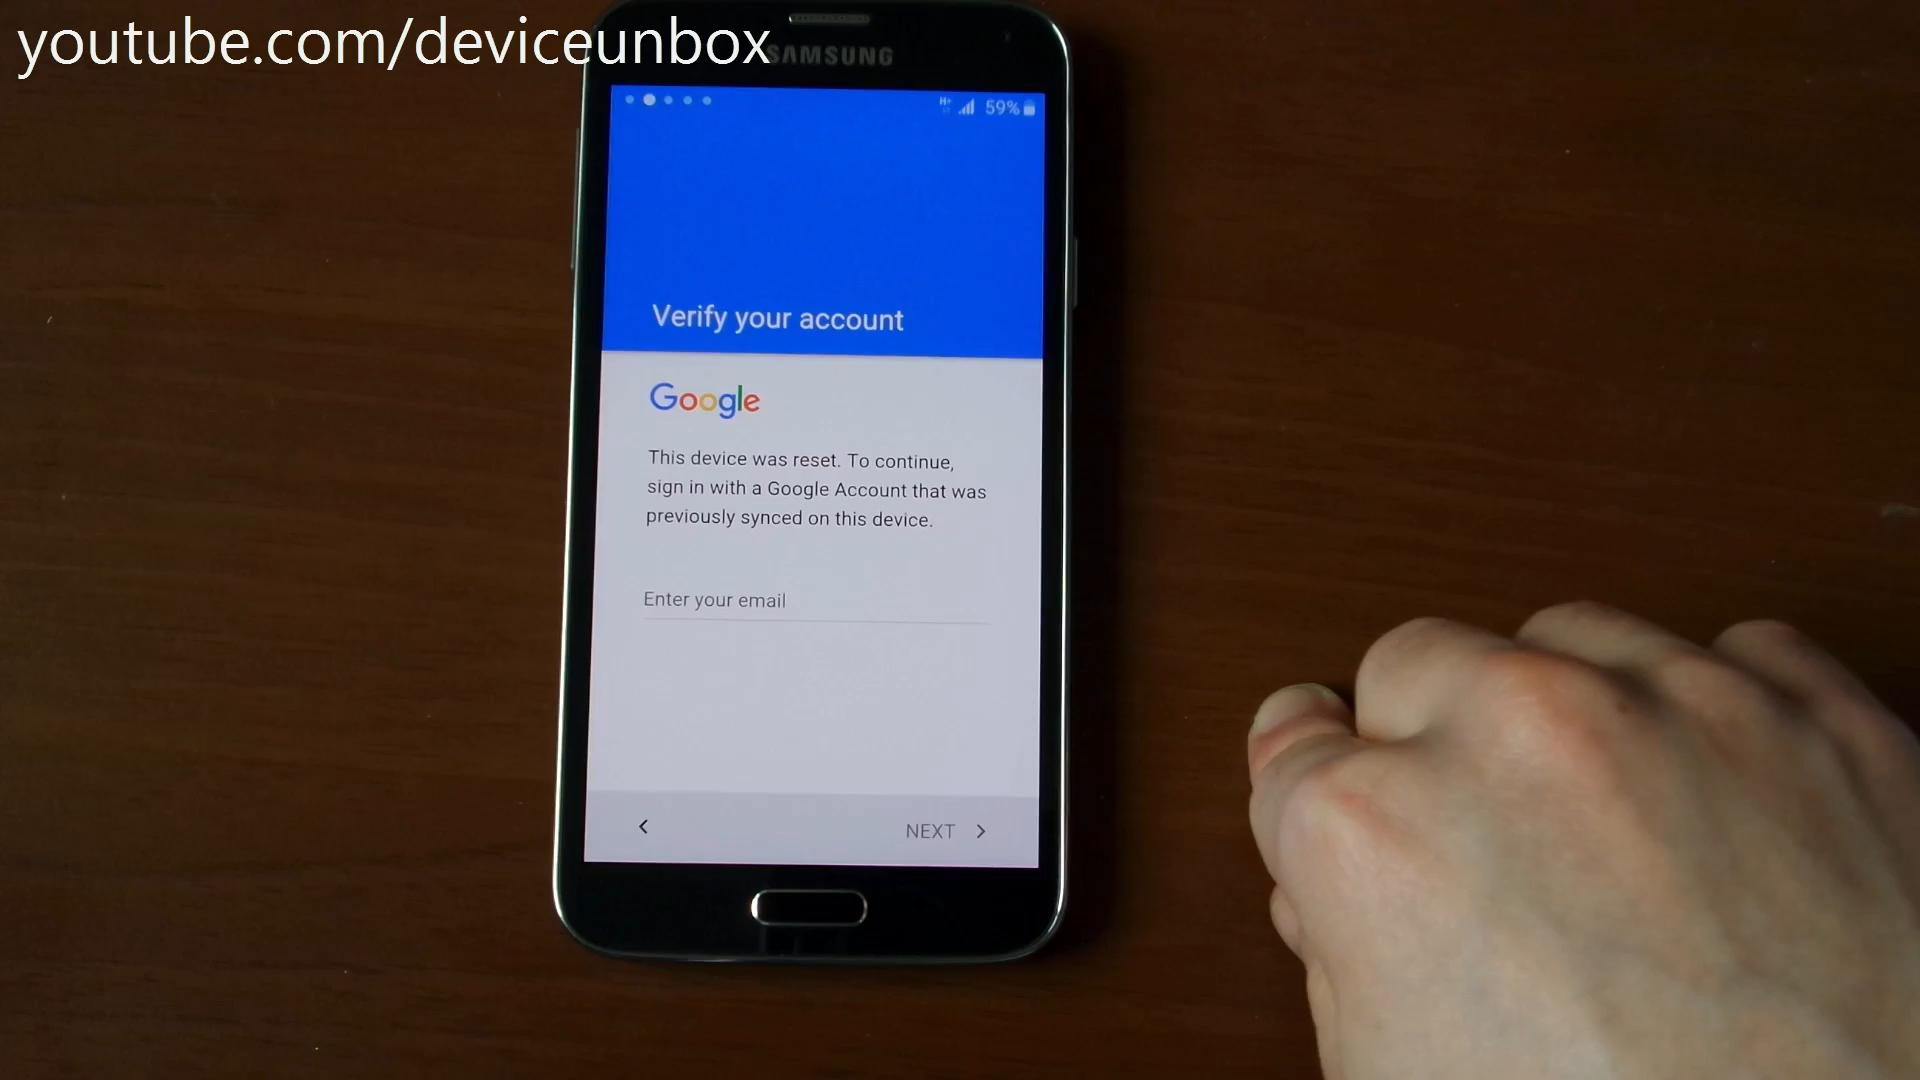 youtube.com/deviceunbox
SAMSUNG
H+
59%
Verify your account
Google
This device was reset. To continue,
sign in with a Google Account that was
previously synced on this device.
Enter your email
NEXT